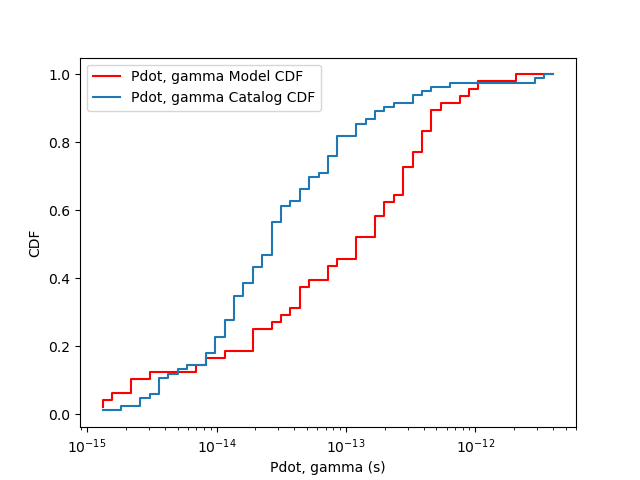 Pdot, gamma Model CDF
Pdot, gamma Catalog CDF
1.0
0.8
0.6
0.4
0.2
0.0
CDF
10⁻¹⁵
10⁻¹⁴
10⁻¹³
10⁻¹²
Pdot, gamma (s)